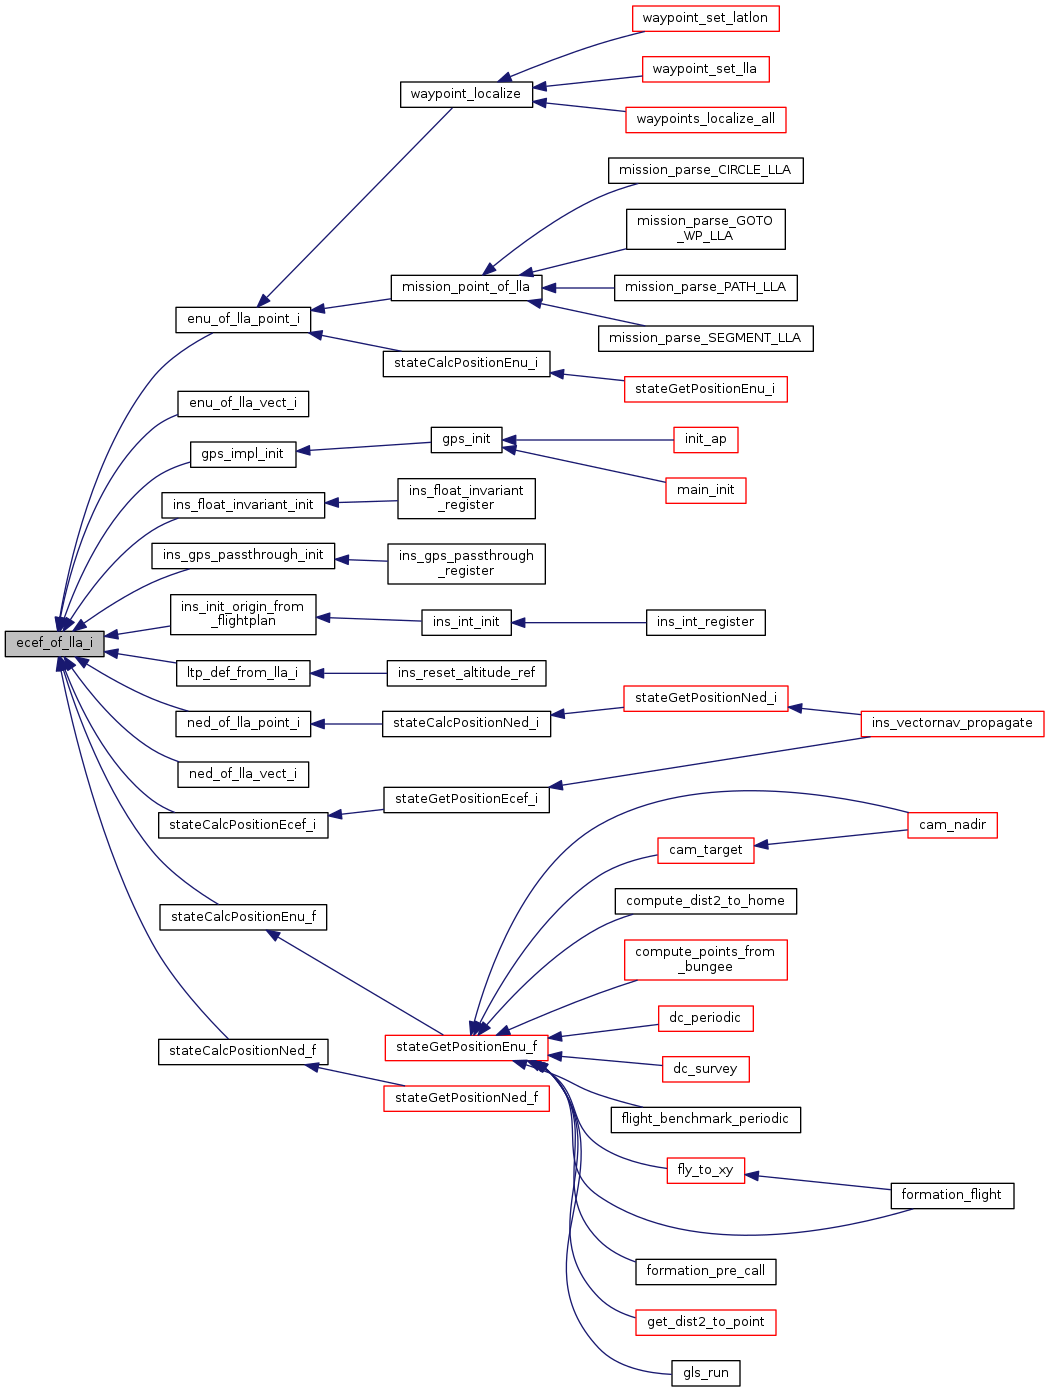 waypoint_set_latlon
waypoint_set_lla
waypoint_localize
waypoints_localize_all
mission_parse_CIRCLE_LLA
mission_parse_GOTO
_WP_LLA
mission_point_of_lla
mission_parse_PATH_LLA
enu_of_lla_point_i
mission_parse_SEGMENT_LLA
stateCalcPositionEnu_i
stateGetPositionEnu_i
enu_of_lla_vect_i
gps_impl_init
gps_init
init_ap
main_init
ins_float_invariant_init
ins_float_invariant
_register
ins_gps_passthrough_init
ins_gps_passthrough
_register
ins_init_origin_from
_flightplan
ins_int_init
ins_int_register
ecef_of_lla_i
ltp_def_from_lla_i
ins_reset_altitude_ref
ned_of_lla_point_i
stateCalcPositionNed_i
stateGetPositionNed_i
ins_vectornav_propagate
ned_of_lla_vect_i
stateCalcPositionEcef_i
stateGetPositionEcef_i
cam_nadir
cam_target
compute_dist2_to_home
stateCalcPositionEnu_f
compute_points_from
_bungee
dc_periodic
stateCalcPositionNed_f
stateGetPositionEnu_f
dc_survey
stateGetPositionNed_f
flight_benchmark_periodic
fly_to_xy
formation_flight
formation_pre_call
get_dist2_to_point
gls_run